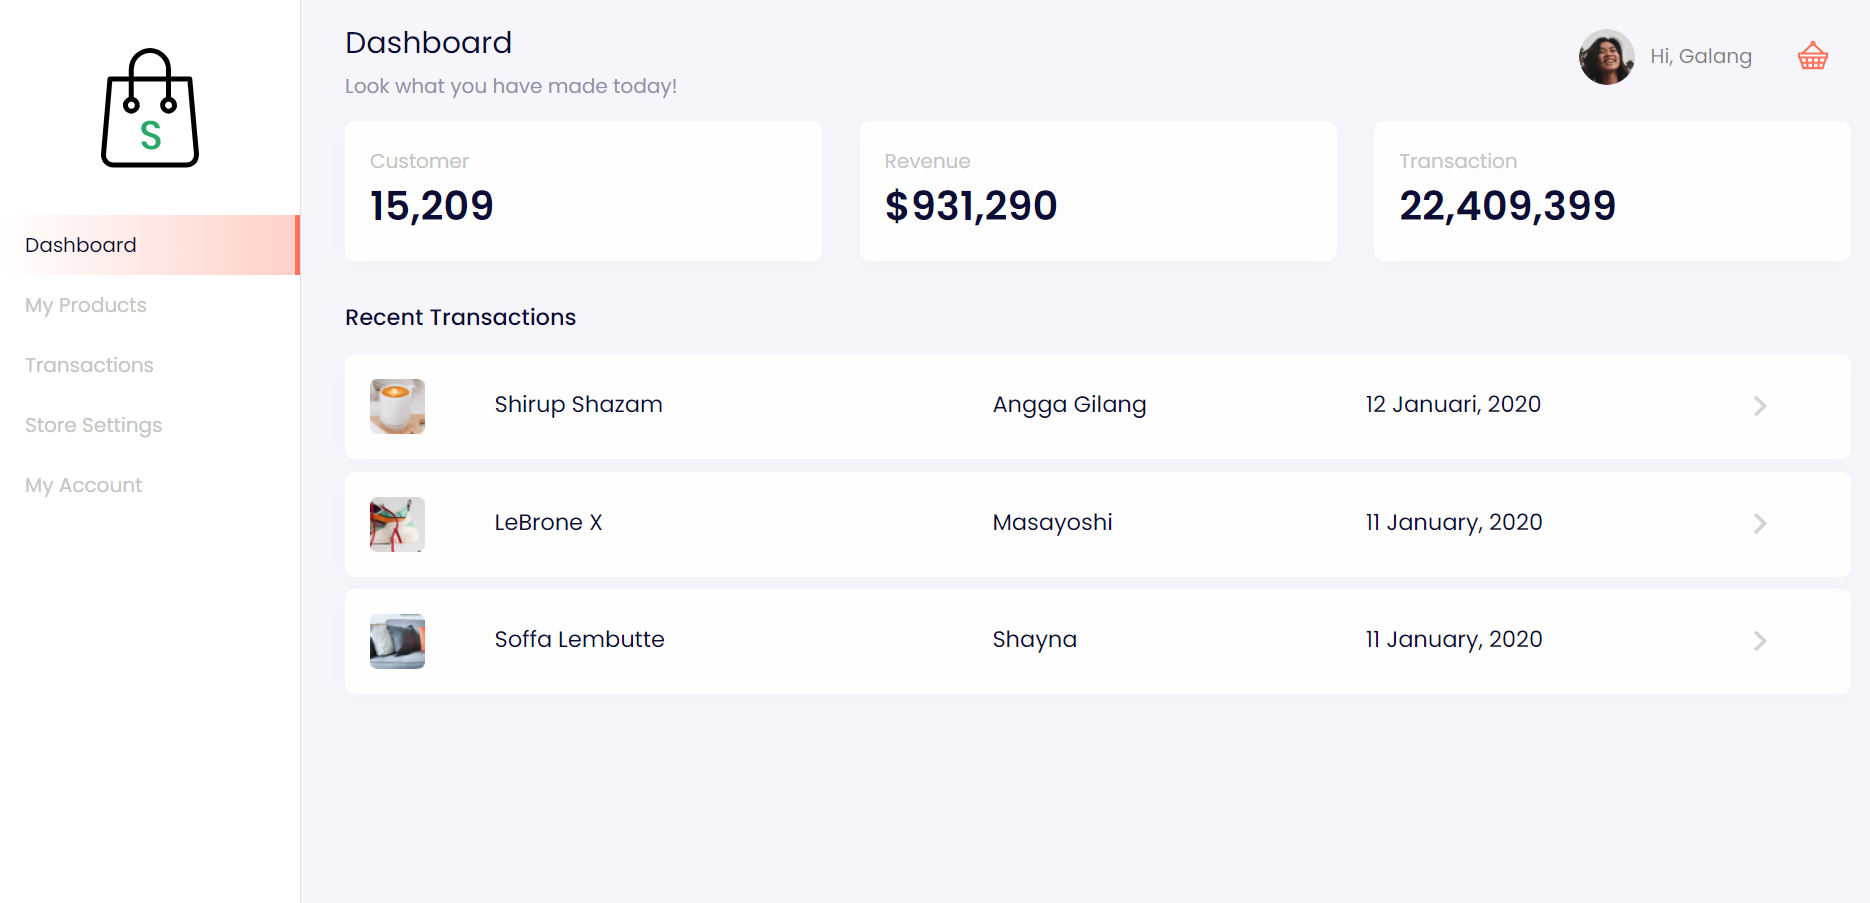 S
Dashboard
My Products
Transactions
Store Settings
My Account
Dashboard
Look what you have made today!
Hi, Galang
Customer
15,209
Revenue
$931,290
Transaction
22,409,399
Recent Transactions
Shirup Shazam Angga Gilang 12 Januari, 2020
LeBrone X Masayoshi 11 January, 2020
Soffa Lembutte Shayna 11 January, 2020